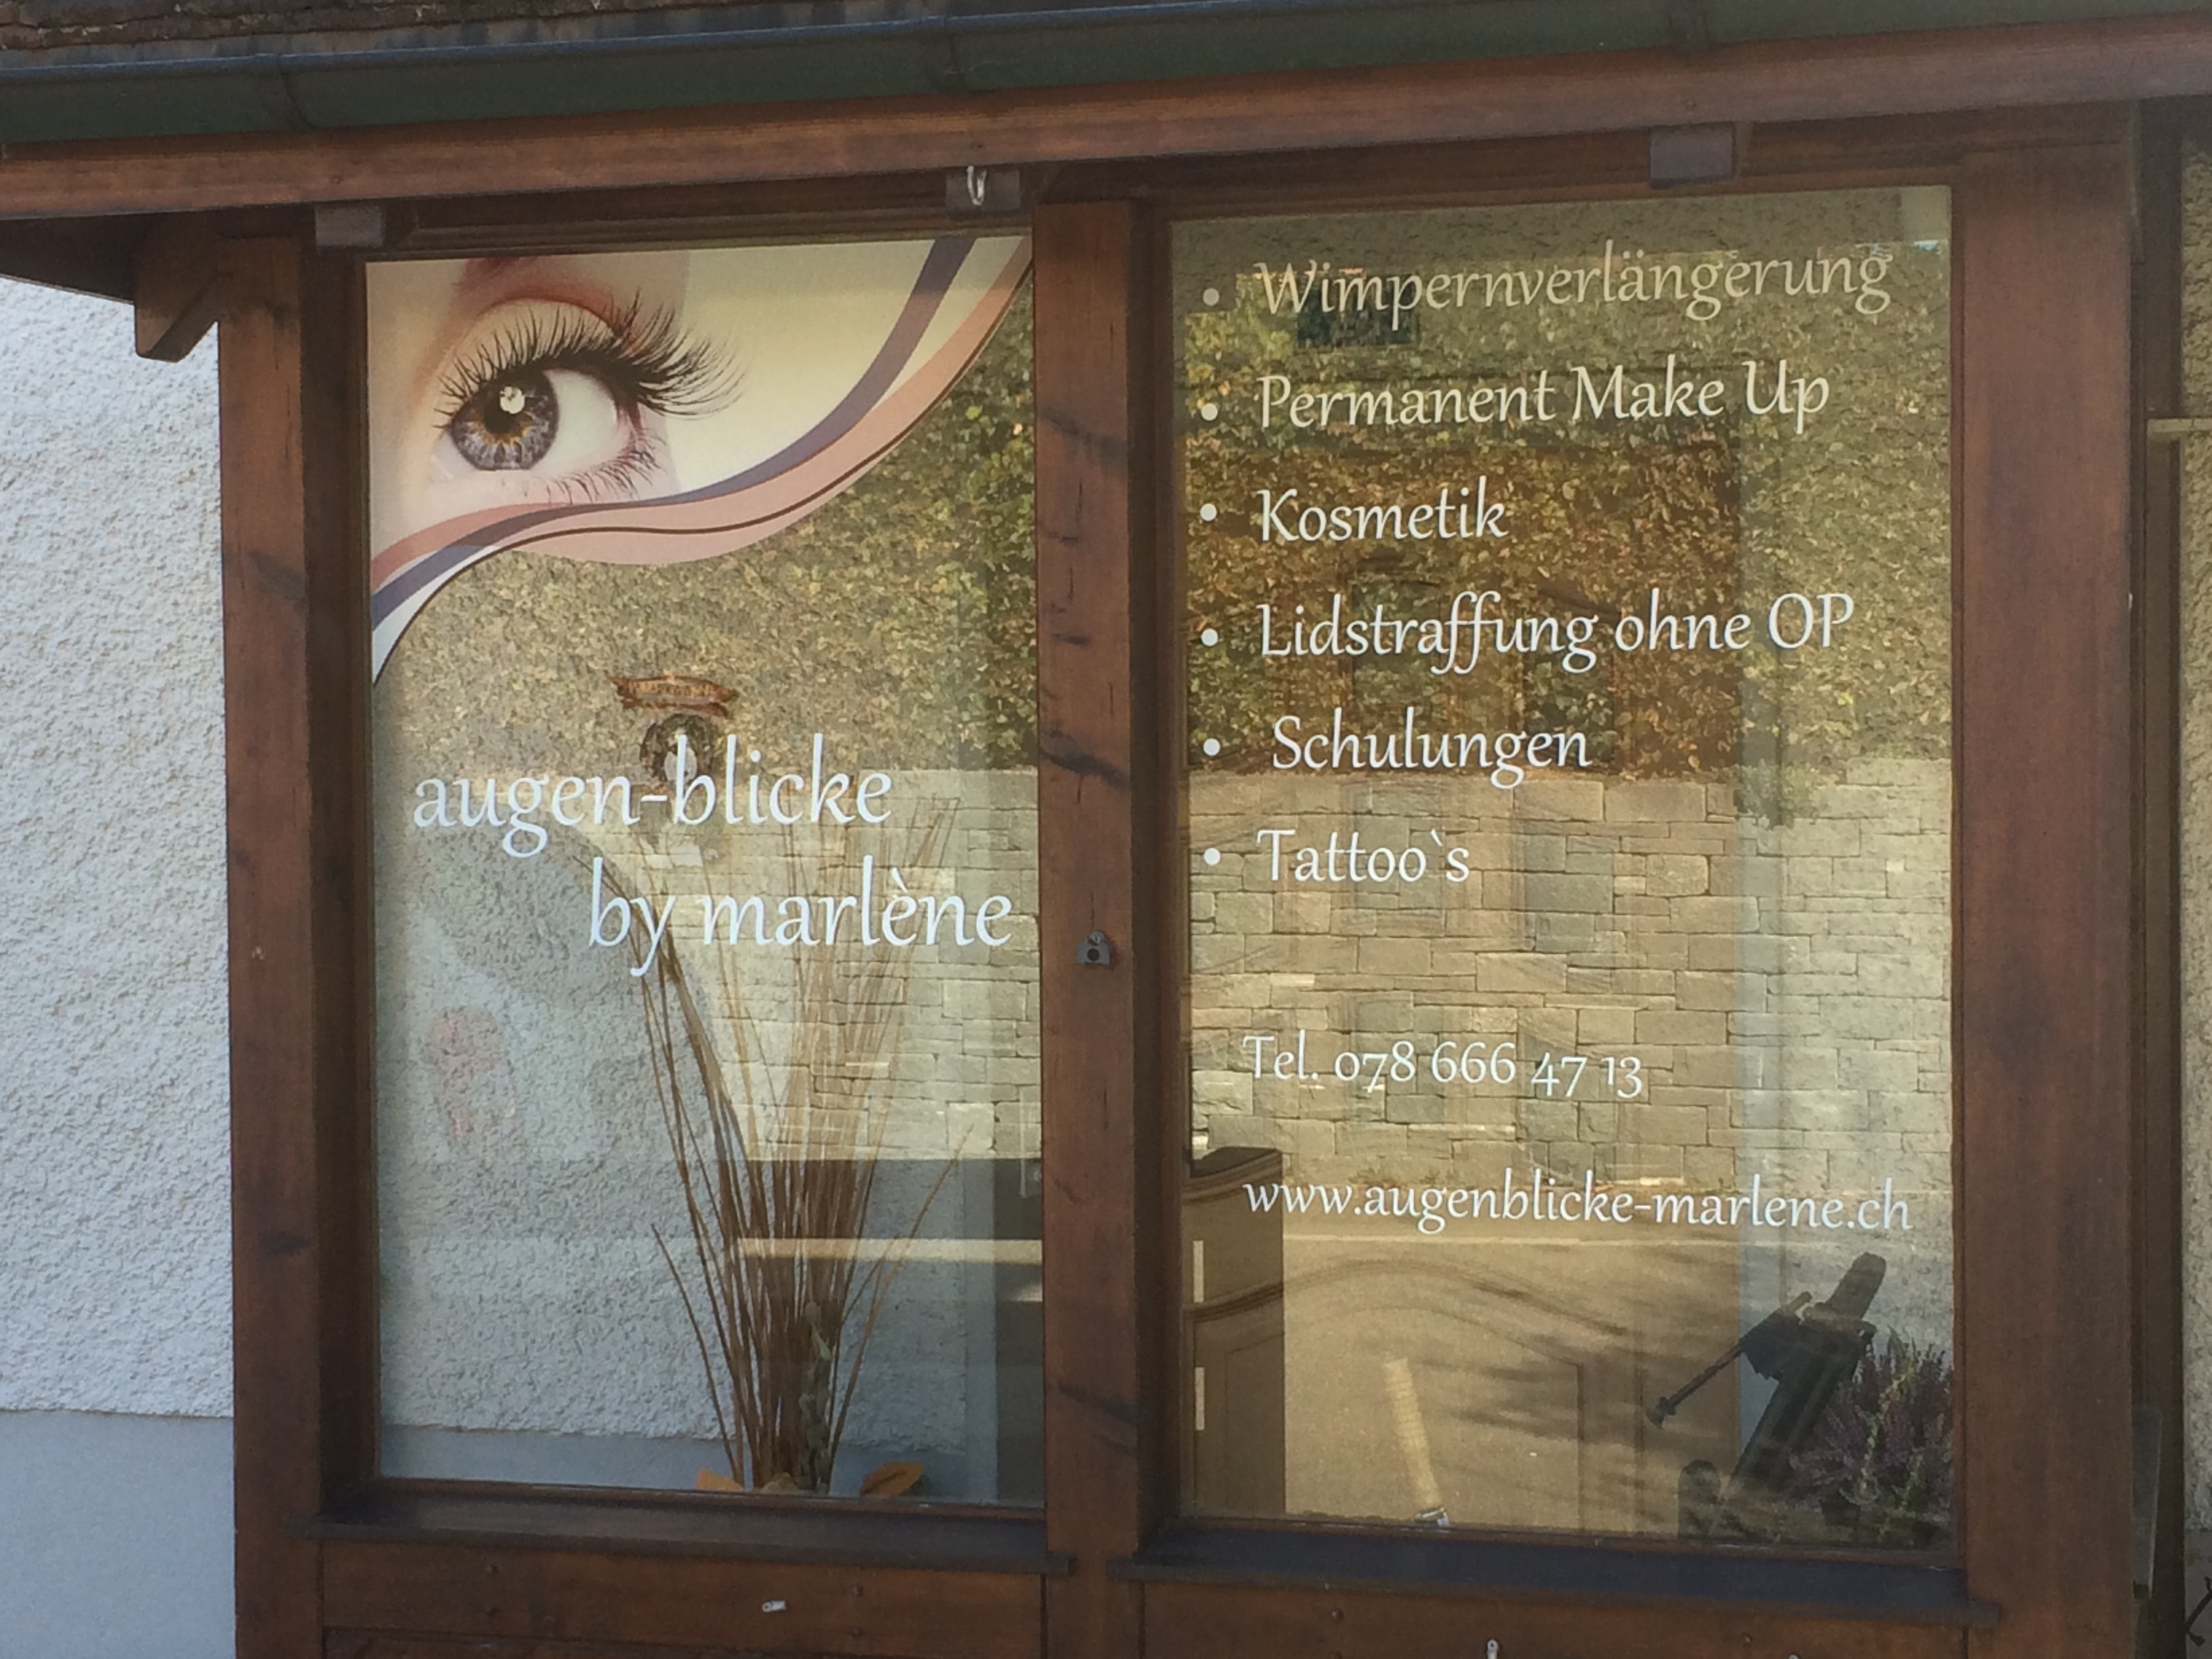 augen-blicke
by marlène
• Wimpernverlängerung
• Permanent Make Up
• Kosmetik
• Lidstraffung ohne OP
• Schulungen
• Tattoo`s
Tel. 078 666 47 13
www.augenblicke-marlene.ch